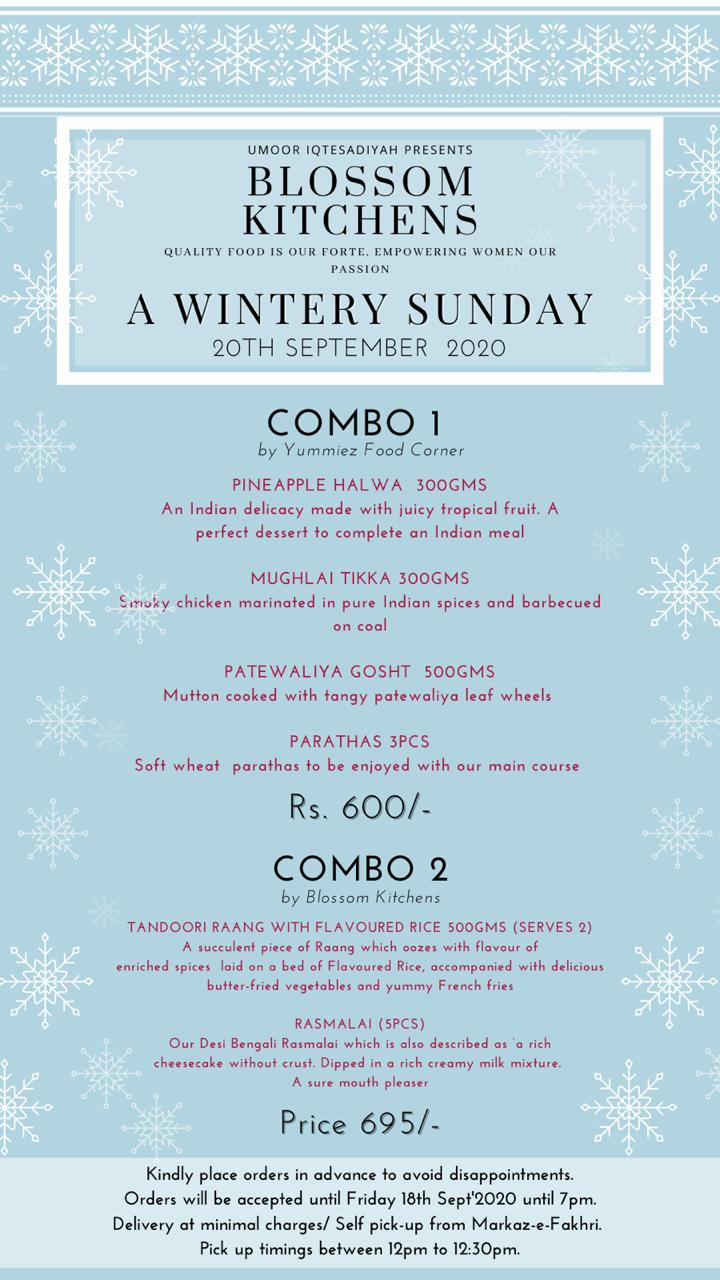 UMOOR IQTESADIYAH PRESENTS
BLOSSOM
KITCHENS
QUALITY FOOD IS OUR FORTE, EMPOWERING WOMEN OUR
PASSION
A WINTERY SUNDAY
20TH SEPTEMBER 2020
COMBO 1
by Yummiez Food Corner
PINEAPPLE HALWA 300GMS
An Indian delicacy made with juicy tropical fruit. A
perfect dessert to complete an Indian meal
MUGHLAI TIKKA 300GMS
Smoky chicken marinated in pure Indian spices and barbecued
on coal
PATEWALIYA GOSHT 500GMS
Mutton cooked with tangy patewaliya leaf wheels
PARATHAS 3PCS
Soft wheat parathas to be enjoyed with our main course
Rs. 600/-
COMBO 2
by Blossom Kitchens
TANDOORI RAANG WITH FLAVOURED RICE 500GMS (SERVES 2)
A succulent piece of Raang which oozes with flavour of
enriched spices laid on a bed of Flavoured Rice, accompanied with delicious
butter-fried vegetables and yummy French fries
RASMALAI (5PCS)
Our Desi Bengali Rasmalai which is also described as 'a rich
cheesecake without crust. Dipped in a rich creamy milk mixture.
A sure mouth pleaser
Price 695/-
Kindly place orders in advance to avoid disappointments.
Orders will be accepted until Friday 18th Sept'2020 until 7pm.
Delivery at minimal charges/ Self pick-up from Markaz-e-Fakhri.
Pick up timings between 12pm to 12:30pm.